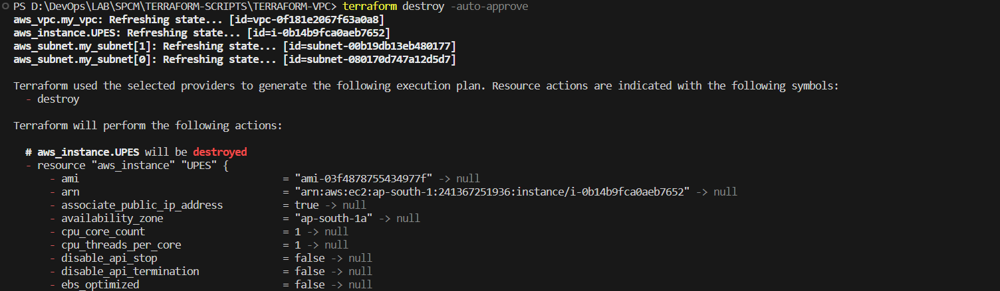 PS D:\DevOps\LAB\SPCM\TERRAFORM-SCRIPTS\TERRAFORM-VPC> terraform destroy -auto-approve
aws_vpc.my_vpc: Refreshing state... [id=vpc-0f181e2067f63a0a8]
aws_instance.UPES: Refreshing state... [id=i-0b14b9fca0aeb7652]
aws_subnet.my_subnet[1]: Refreshing state... [id=subnet-00b19db13eb480177]
aws_subnet.my_subnet[0]: Refreshing state... [id=subnet-080170d747a12d5d7]
Terraform used the selected providers to generate the following execution plan. Resource actions are indicated with the following symbols:
- destroy
Terraform will perform the following actions:
# aws_instance.UPES will be destroyed
- resource "aws_instance" "UPES" {
- ami = "ami-03f4878755434977f" -> null
- arn = "arn:aws:ec2:ap-south-1:241367251936:instance/i-0b14b9fca0aeb7652" -> null
- associate_public_ip_address = true -> null
- availability_zone = "ap-south-1a" -> null
- cpu_core_count = 1 -> null
- cpu_threads_per_core = 1 -> null
- disable_api_stop = false -> null
- disable_api_termination = false -> null
- ebs_optimized = false -> null